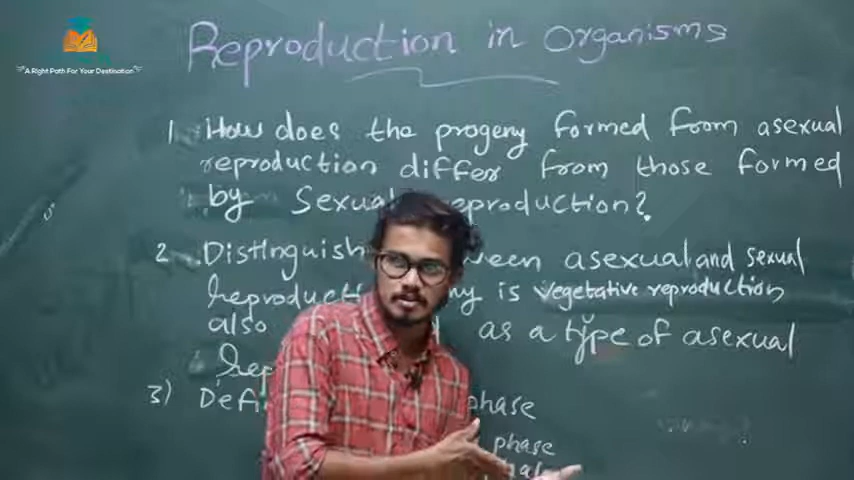 A Right Path For Your Destination
Reproduction in Organisms
1. How does the progeny formed from asexual
reproduction differ from those formed
by Sexual reproduction?
2. Distinguish asexual and sexual
is vegetative reproduction
also as a type of asexual
3) phase
phase